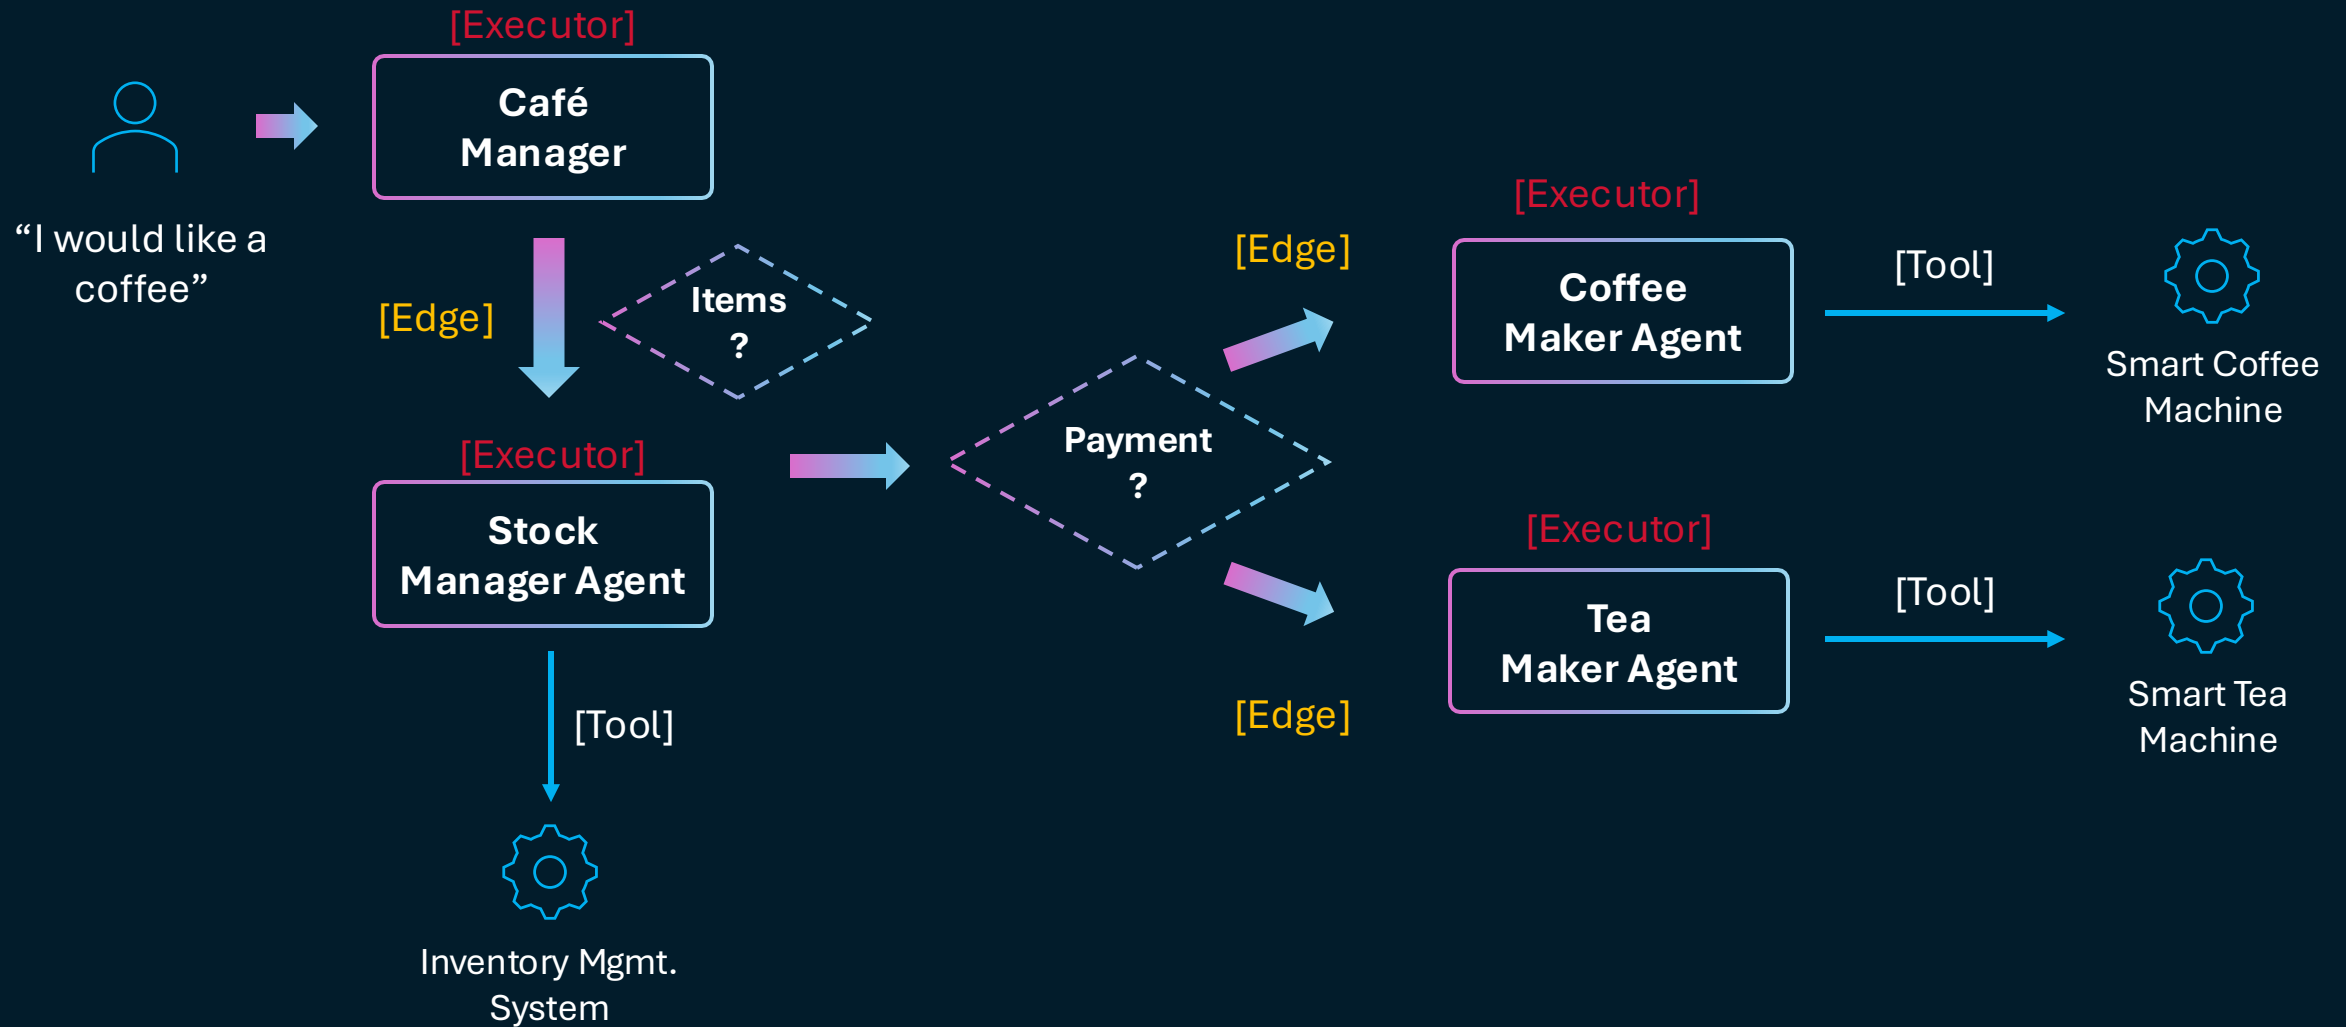 [Executor]
Café
Manager
“I would like a
coffee”
[Edge]
Items
?
[Executor]
Stock
Manager Agent
[Tool]
Inventory Mgmt.
System
Payment
?
[Edge]
[Executor]
Coffee
Maker Agent
[Tool]
Smart Coffee
Machine
[Edge]
[Executor]
Tea
Maker Agent
[Tool]
Smart Tea
Machine